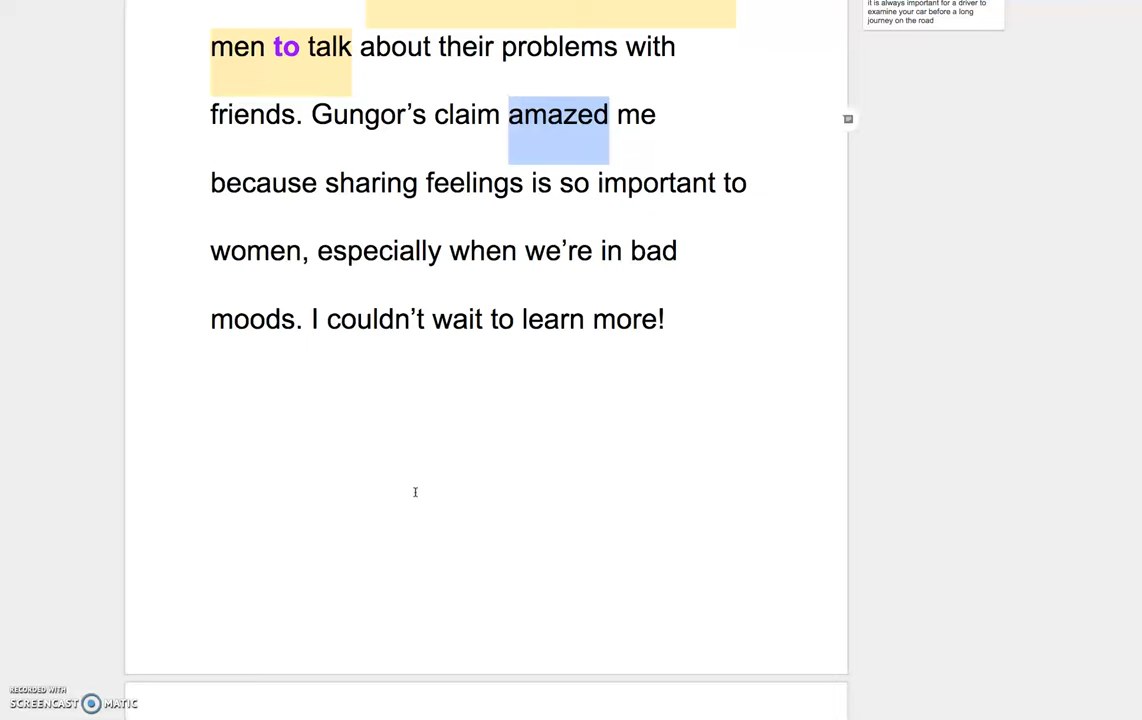 it is always important for a driver to
examine your car before a long
journey on the road
men to talk about their problems with
friends. Gungor’s claim amazed me
because sharing feelings is so important to
women, especially when we’re in bad
moods. I couldn’t wait to learn more!
RECORDED WITH
SCREENCAST MATIC